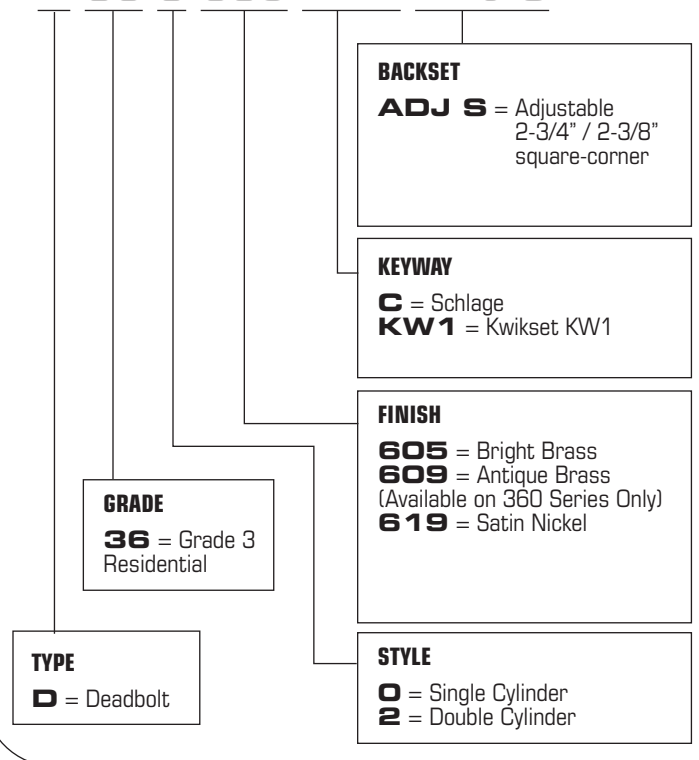 BACKSET
ADJ S = Adjustable
2-3/4” / 2-3/8”
square-corner
KEYWAY
C = Schlage
KW1 = Kwikset KW1
FINISH
605 = Bright Brass
609 = Antique Brass
(Available on 360 Series Only)
619 = Satin Nickel
GRADE
36 = Grade 3
Residential
STYLE
0 = Single Cylinder
2 = Double Cylinder
TYPE
D = Deadbolt